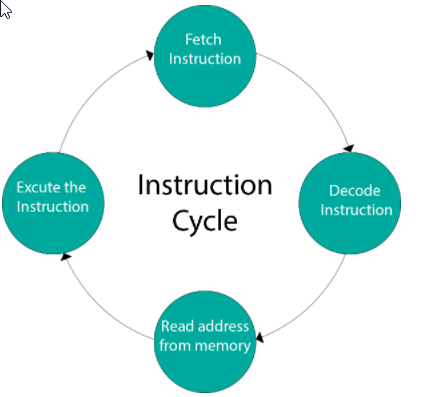 Fetch
Instruction
Decode
Instruction
Read address
from memory
Excute the
Instruction
Instruction
Cycle